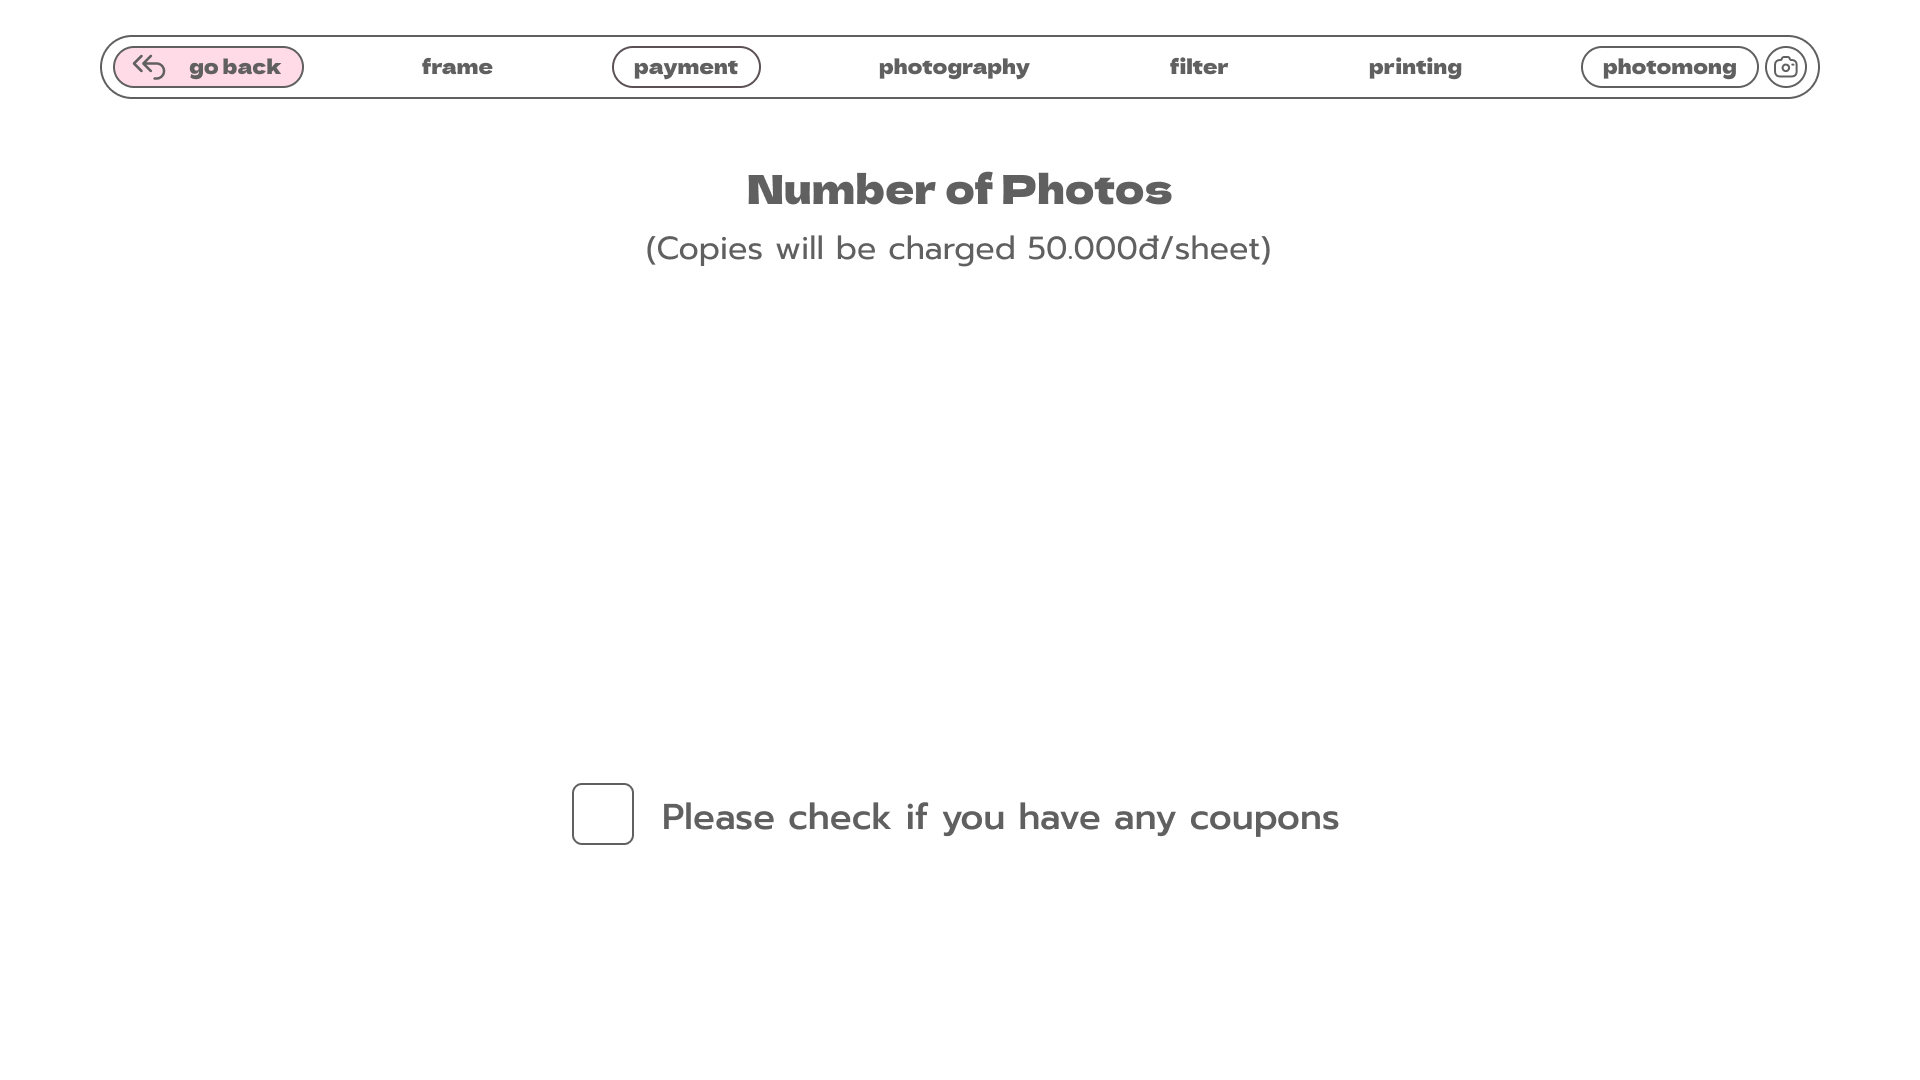 go back
frame
payment
photography
filter
printing
photomong
Number of Photos
(Copies will be charged 50.000đ/sheet)
Please check if you have any coupons